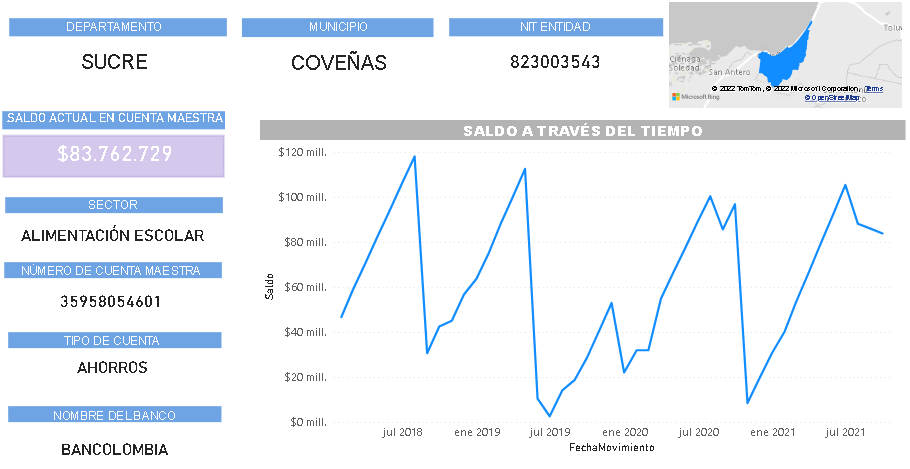 DEPARTAMENTO
SUCRE
MUNICIPIO
COVEÑAS
NIT ENTIDAD
823003543
Tolu
Ciénaga
Soledad
San Antero
© 2022 TomTom, © 2022 Microsoft Corporation, Terms
© OpenStreetMap
Microsoft Bing
SALDO ACTUAL EN CUENTA MAESTRA
$83.762.729
SECTOR
ALIMENTACIÓN ESCOLAR
NÚMERO DE CUENTA MAESTRA
35958054601
TIPO DE CUENTA
AHORROS
NOMBRE DEL BANCO
BANCOLOMBIA
SALDO A TRAVÉS DEL TIEMPO
$120 mill.
$100 mill.
$80 mill.
$60 mill.
$40 mill.
$20 mill.
$0 mill.
Saldo
jul 2018
ene 2019
jul 2019
ene 2020
jul 2020
ene 2021
jul 2021
FechaMovimiento